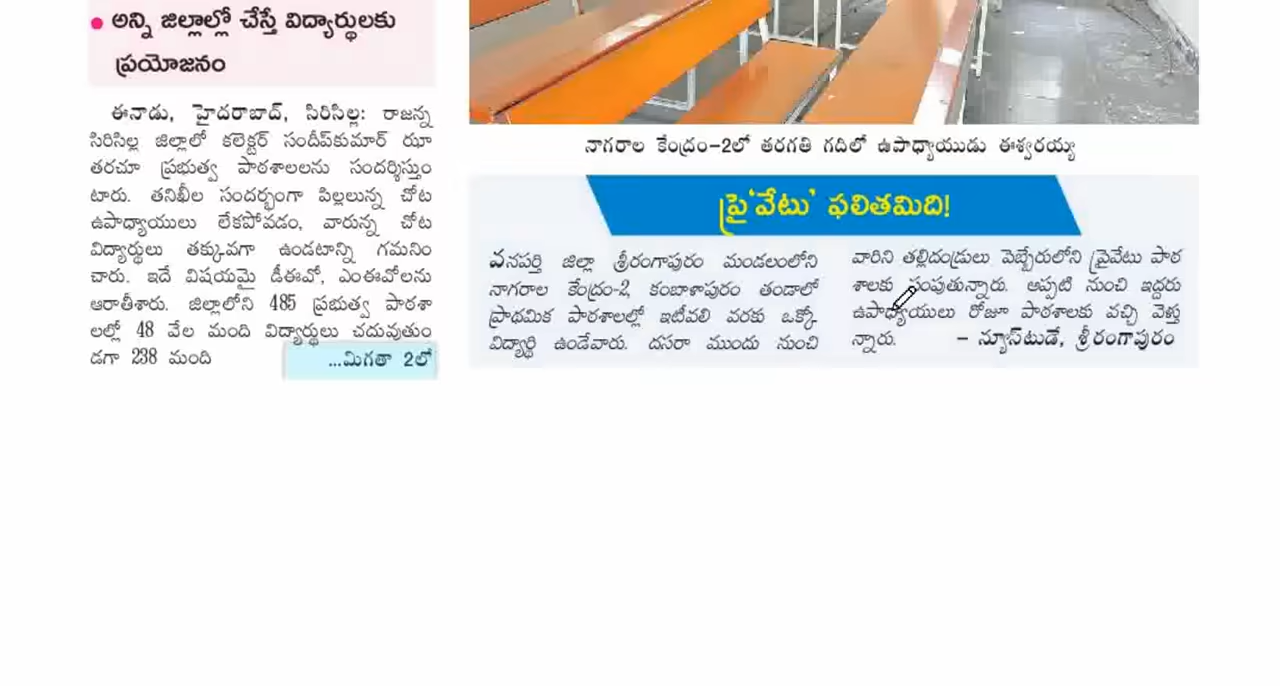 • అన్ని జిల్లాల్లో చేస్తే విద్యార్థులకు
ప్రయోజనం
ఈనాడు, హైదరాబాద్, సిరిసిల్ల: రాజన్న
సిరిసిల్ల జిల్లాలో కలెక్టర్ సందీప్‌కుమార్ ఝా
తరచూ ప్రభుత్వ పాఠశాలలను సందర్శిస్తుం
టారు. తనిఖీల సందర్భంగా పిల్లలున్న చోట
ఉపాధ్యాయులు లేకపోవడం, వారున్న చోట
విద్యార్థులు తక్కువగా ఉండటాన్ని గమనిం
చారు. ఇదే విషయమై డీఈవో, ఎంఈవోలను
ఆరాతీశారు. జిల్లాలోని 485 ప్రభుత్వ పాఠశా
లల్లో 48 వేల మంది విద్యార్థులు చదువుతుం
డగా 238 మంది
...మిగతా 2లో
నాగరాల కేంద్రం-2లో తరగతి గదిలో ఉపాధ్యాయుడు ఈశ్వరయ్య
ప్రై‘వేటు’ ఫలితమిది!
వనపర్తి జిల్లా శ్రీరంగాపురం మండలంలోని
నాగరాల కేంద్రం-2, కంబాళాపురం తండాలో
ప్రాథమిక పాఠశాలల్లో ఇటీవలి వరకు ఒక్కో
విద్యార్థి ఉండేవారు. దసరా ముందు నుంచి
వారిని తల్లిదండ్రులు పెబ్బేరులోని ప్రైవేటు పాఠ
శాలకు పంపుతున్నారు. అప్పటి నుంచి ఇద్దరు
ఉపాధ్యాయులు రోజూ పాఠశాలకు వచ్చి వెళ్తు
న్నారు. – న్యూస్‌టుడే, శ్రీరంగాపురం